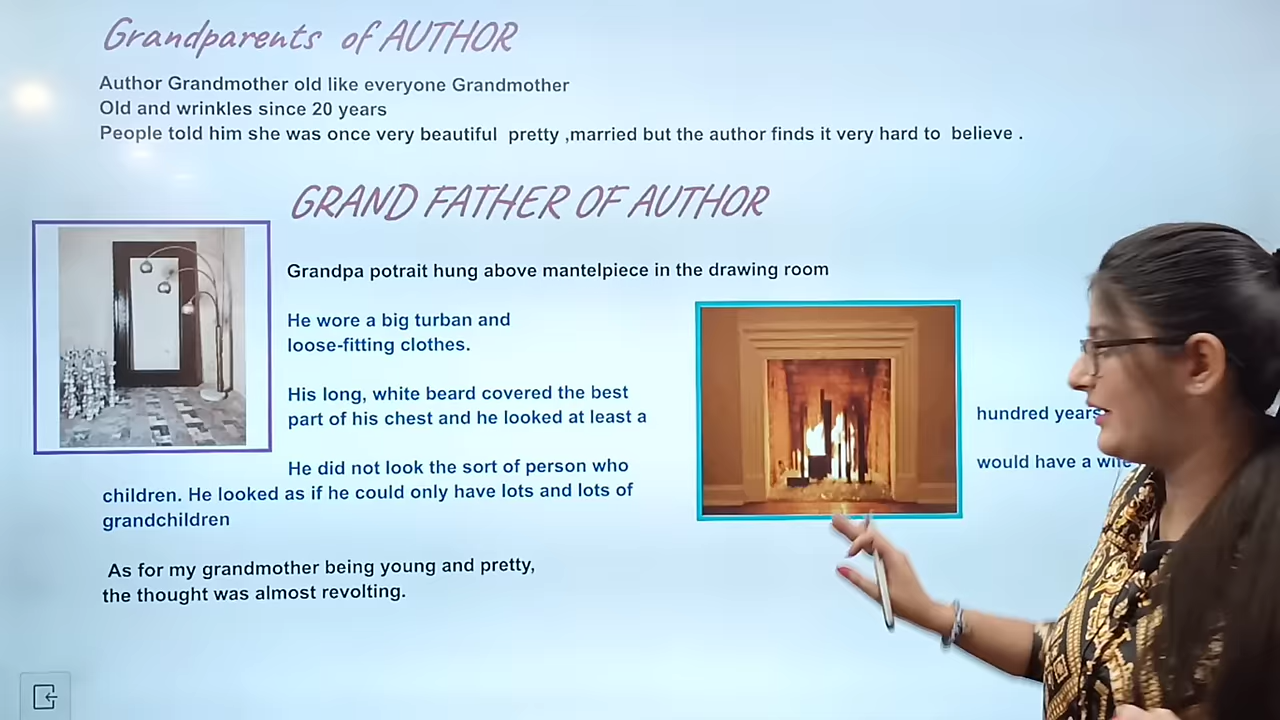 Grandparents of AUTHOR
Author Grandmother old like everyone Grandmother
Old and wrinkles since 20 years
People told him she was once very beautiful pretty ,married but the author finds it very hard to believe .
GRAND FATHER OF AUTHOR
Grandpa potrait hung above mantelpiece in the drawing room
He wore a big turban and
loose-fitting clothes.
His long, white beard covered the best
part of his chest and he looked at least a hundred years
He did not look the sort of person who would have a wife
children. He looked as if he could only have lots and lots of
grandchildren
As for my grandmother being young and pretty,
the thought was almost revolting.